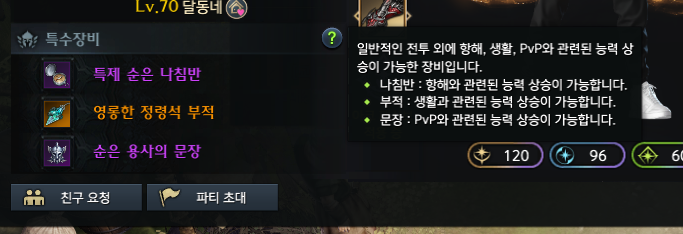 Lv.70 달동네
특수장비
?
일반적인 전투 외에 항해, 생활, PvP와 관련된 능력 상
승이 가능한 장비입니다.
나침반 : 항해와 관련된 능력 상승이 가능합니다.
부적 : 생활과 관련된 능력 상승이 가능합니다.
문장 : PvP와 관련된 능력 상승이 가능합니다.
특제 순은 나침반
영롱한 정령석 부적
순은 용사의 문장
120
96
친구 요청
파티 초대